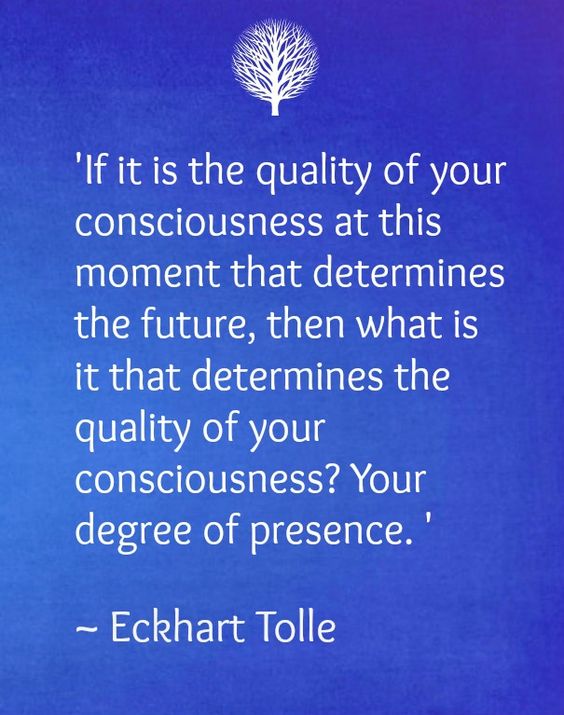 'If it is the quality of your
consciousness at this
moment that determines
the future, then what is
it that determines the
quality of your
consciousness? Your
degree of presence. '
~ Eckhart Tolle